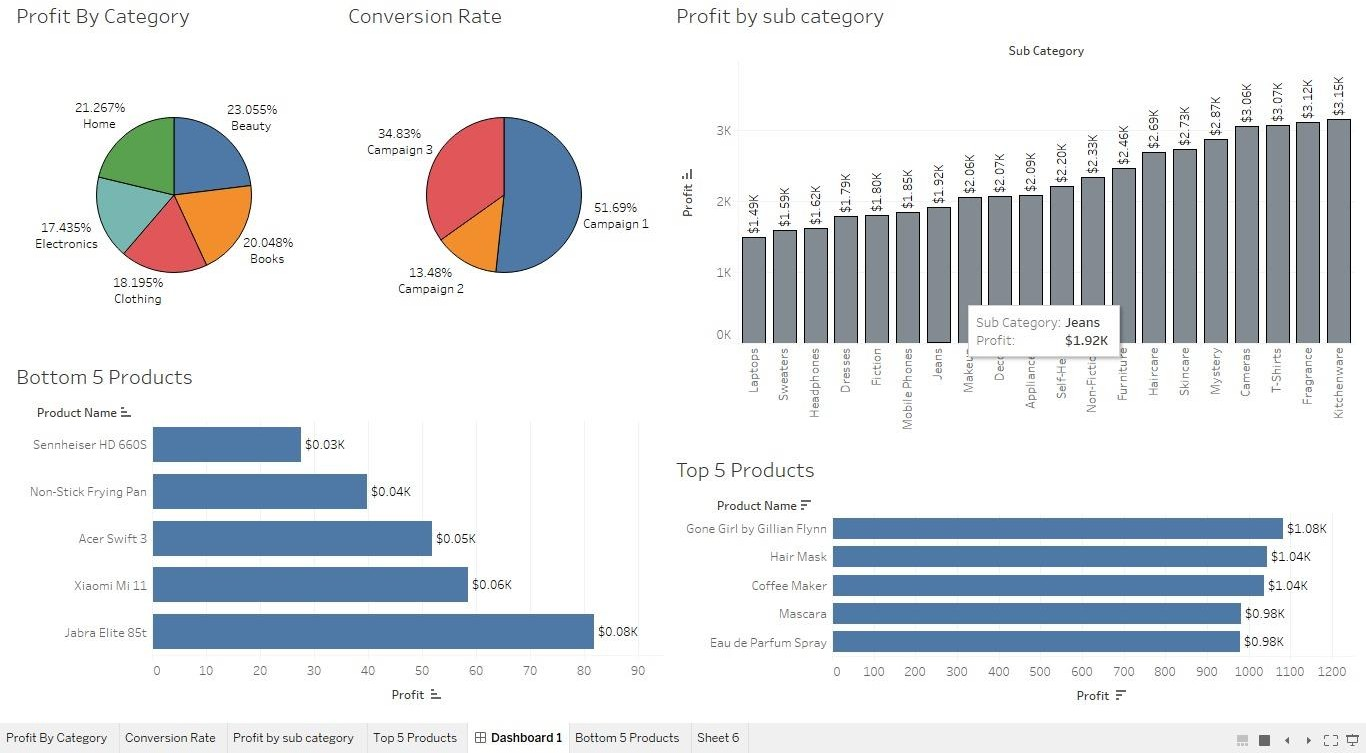 Profit By Category
21.267%
Home
23.055%
Beauty
17.435%
Electronics
20.048%
Books
18.195%
Clothing
Conversion Rate
34.83%
Campaign 3
51.69%
Campaign 1
13.48%
Campaign 2
Profit by sub category
Sub Category
Profit
3K
2K
1K
0K
$1.49K
$1.59K
$1.62K
$1.79K
$1.80K
$1.85K
$1.92K
$2.06K
$2.07K
$2.09K
$2.20K
$2.33K
$2.46K
$2.69K
$2.73K
$2.87K
$3.06K
$3.07K
$3.12K
$3.15K
Sub Category: Jeans
Profit: $1.92K
Laptops
Sweaters
Headphones
Dresses
Fiction
Mobile Phones
Jeans
Makeu
Dec
Appliance
Self-He
Non-Fictic
Furniture
Haircare
Skincare
Mystery
Cameras
T-Shirts
Fragrance
Kitchenware
Bottom 5 Products
Product Name
Sennheiser HD 660S $0.03K
Non-Stick Frying Pan $0.04K
Acer Swift 3 $0.05K
Xiaomi Mi 11 $0.06K
Jabra Elite 85t $0.08K
0 10 20 30 40 50 60 70 80 90
Profit
Top 5 Products
Product Name
Gone Girl by Gillian Flynn $1.08K
Hair Mask $1.04K
Coffee Maker $1.04K
Mascara $0.98K
Eau de Parfum Spray $0.98K
0 100 200 300 400 500 600 700 800 900 1000 1100 1200
Profit
Profit By Category Conversion Rate Profit by sub category Top 5 Products Dashboard 1 Bottom 5 Products Sheet 6